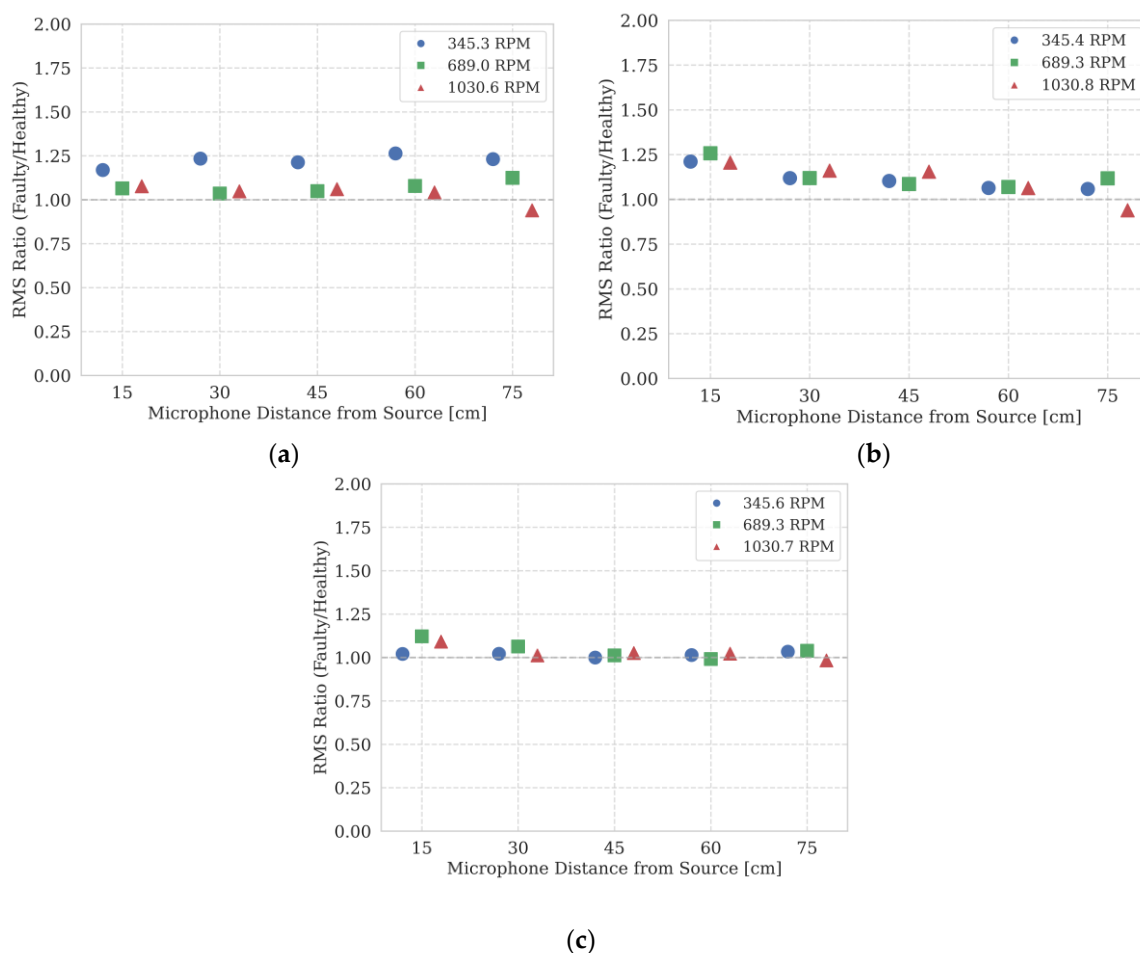 2.00
1.75
1.50
1.25
1.00
0.75
0.50
0.25
0.00
RMS Ratio (Faulty/Healthy)
345.3 RPM
689.0 RPM
1030.6 RPM
15 30 45 60 75
Microphone Distance from Source [cm]
(a)
2.00
1.75
1.50
1.25
1.00
0.75
0.50
0.25
0.00
RMS Ratio (Faulty/Healthy)
345.4 RPM
689.3 RPM
1030.8 RPM
15 30 45 60 75
Microphone Distance from Source [cm]
(b)
2.00
1.75
1.50
1.25
1.00
0.75
0.50
0.25
0.00
RMS Ratio (Faulty/Healthy)
345.6 RPM
689.3 RPM
1030.7 RPM
15 30 45 60 75
Microphone Distance from Source [cm]
(c)